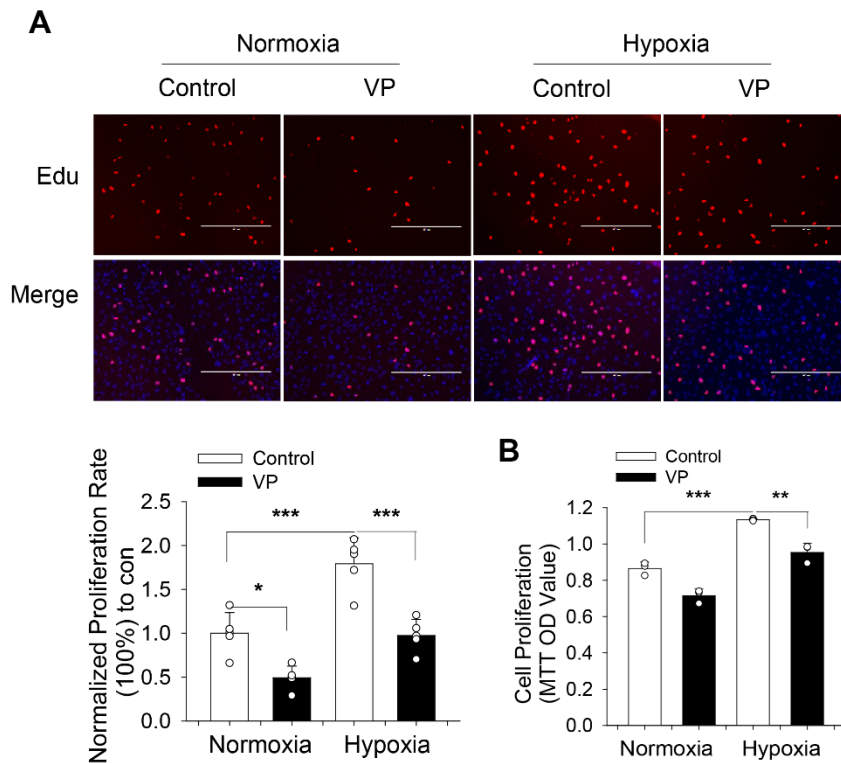 A
Normoxia Hypoxia
Control VP Control VP
Edu
Merge
Control
VP
Normalized Proliferation Rate
(100%) to con
2.5
2.0
1.5
1.0
0.5
0.0
*** ***
*
Normoxia Hypoxia
B
Control
VP
Cell Proliferation
(MTT OD Value)
1.2
1.0
0.8
0.6
0.4
0.2
0.0
*** **
Normoxia Hypoxia